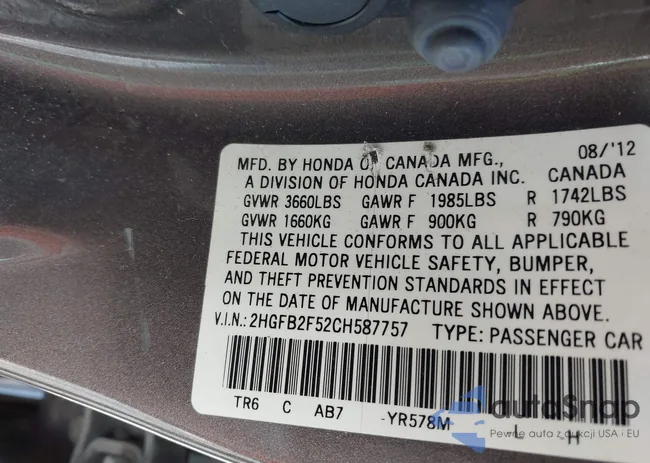 08/'12
MFD. BY HONDA OF CANADA MFG.,
A DIVISION OF HONDA CANADA INC. CANADA
GVWR 3660LBS GAWR F 1985LBS R 1742LBS
GVWR 1660KG GAWR F 900KG R 790KG
THIS VEHICLE CONFORMS TO ALL APPLICABLE
FEDERAL MOTOR VEHICLE SAFETY, BUMPER,
AND THEFT PREVENTION STANDARDS IN EFFECT
ON THE DATE OF MANUFACTURE SHOWN ABOVE.
V.I.N.: 2HGFB2F52CH587757 TYPE: PASSENGER CAR
TR6 C AB7 -YR578M L H
autoSnap
Pewne auta z aukcji USA i EU